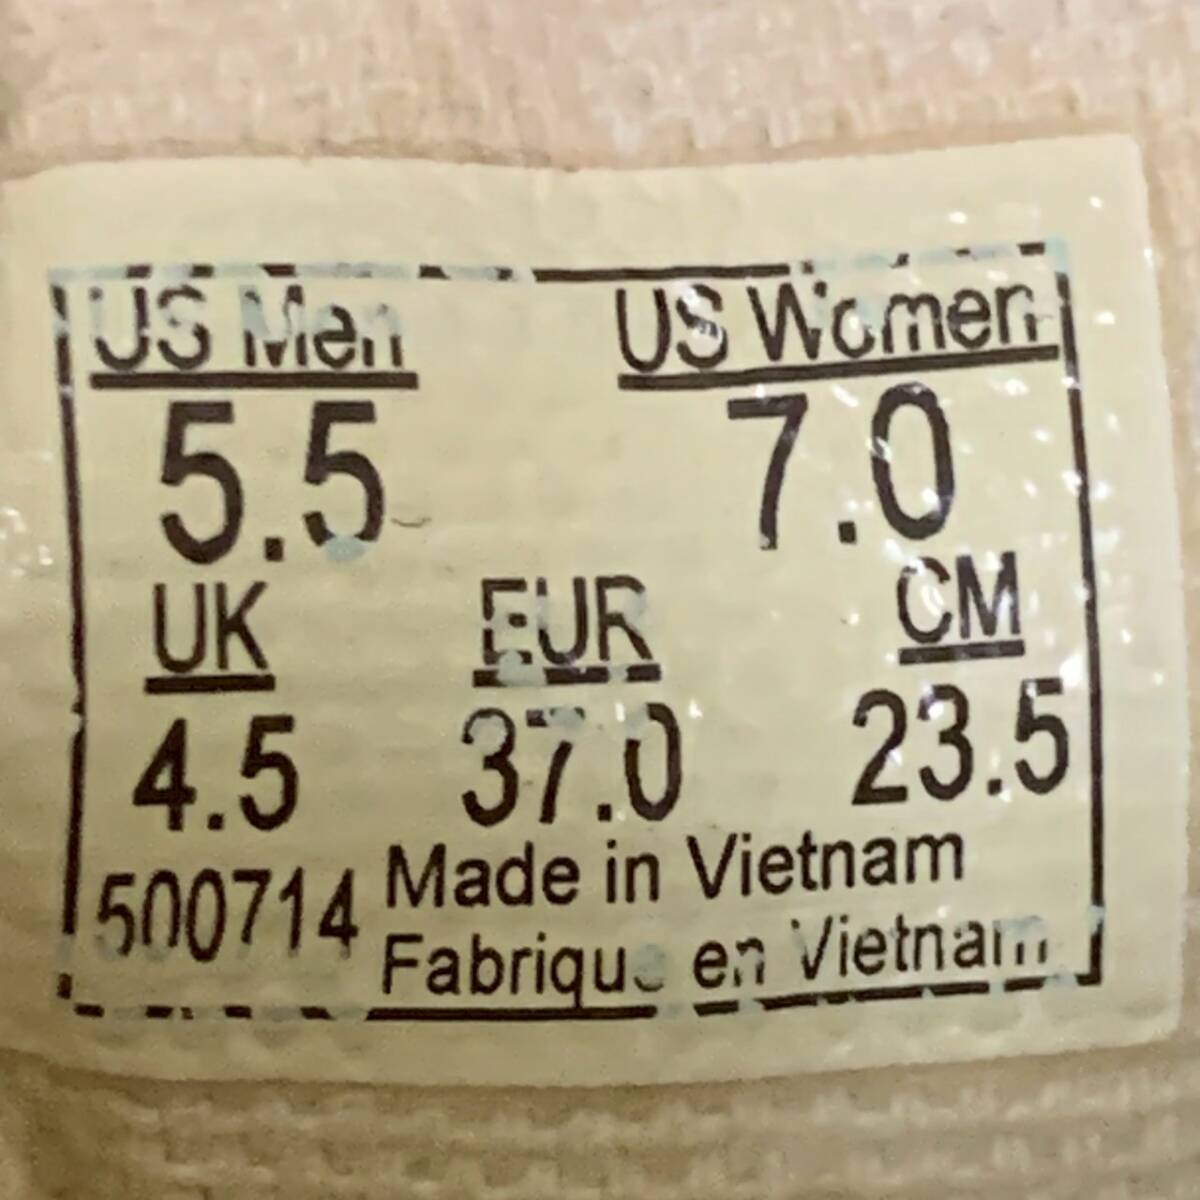 US Men US Women
5.5 7.0
UK EUR CM
4.5 37.0 23.5
500714 Made in Vietnam
Fabrique en Vietnam